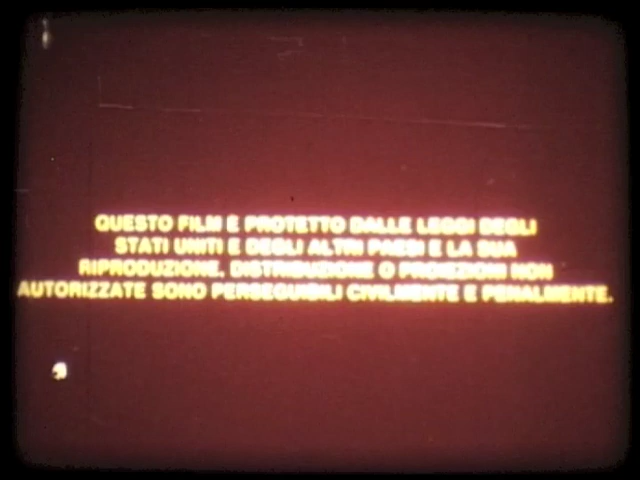 QUESTO FILM E PROTETTO DALLE LEGGI DEGLI
STATI UNITI E DEGLI ALTRI PAESI E LA SUA
RIPRODUZIONE, DISTRIBUZIONE O PROIEZIONI NON
AUTORIZZATE SONO PERSEGUIBILI CIVILMENTE E PENALMENTE.